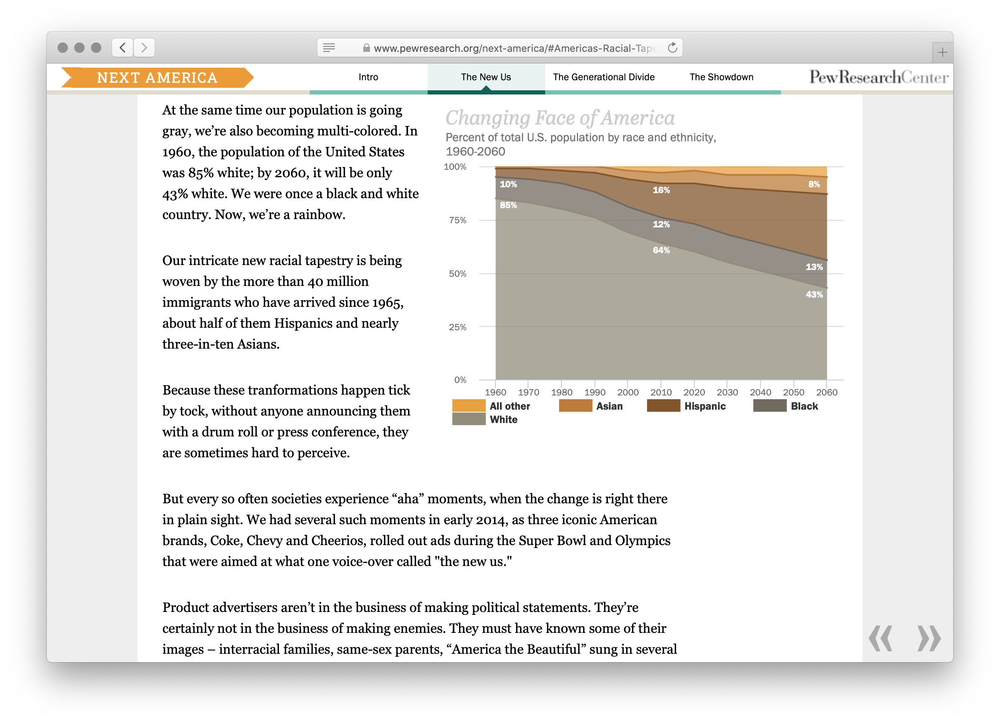 www.pewresearch.org/next-america/#Americas-Racial-Tape
NEXT AMERICA
Intro
The New Us
The Generational Divide
The Showdown
PewResearchCenter
At the same time our population is going
gray, we’re also becoming multi-colored. In
1960, the population of the United States
was 85% white; by 2060, it will be only
43% white. We were once a black and white
country. Now, we’re a rainbow.
Our intricate new racial tapestry is being
woven by the more than 40 million
immigrants who have arrived since 1965,
about half of them Hispanics and nearly
three-in-ten Asians.
Because these tranformations happen tick
by tock, without anyone announcing them
with a drum roll or press conference, they
are sometimes hard to perceive.
Changing Face of America
Percent of total U.S. population by race and ethnicity,
1960-2060
100%
75%
50%
25%
0%
10%
85%
16%
12%
64%
8%
13%
43%
1960 1970 1980 1990 2000 2010 2020 2030 2040 2050 2060
All other Asian Hispanic Black
White
But every so often societies experience “aha” moments, when the change is right there
in plain sight. We had several such moments in early 2014, as three iconic American
brands, Coke, Chevy and Cheerios, rolled out ads during the Super Bowl and Olympics
that were aimed at what one voice-over called "the new us."
Product advertisers aren’t in the business of making political statements. They’re
certainly not in the business of making enemies. They must have known some of their
images – interracial families, same-sex parents, “America the Beautiful” sung in several